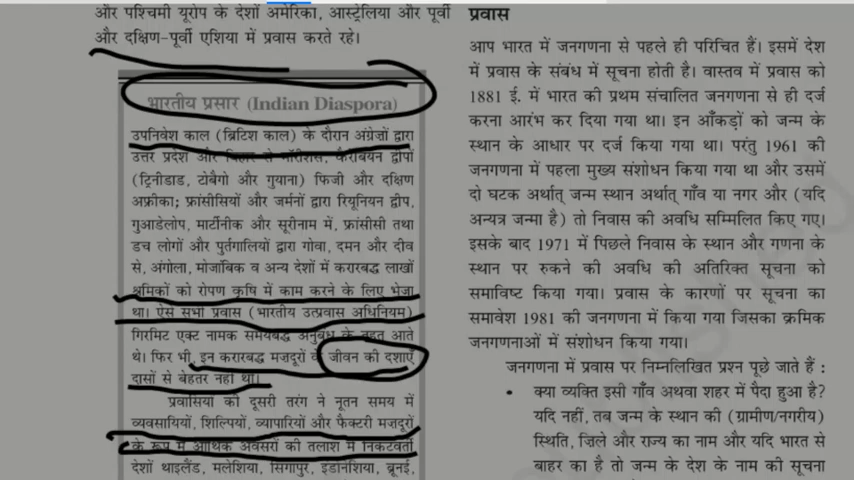 और पश्चिमी यूरोप के देशों अमेरिका, आस्ट्रेलिया और पूर्वी
और दक्षिण-पूर्वी एशिया में प्रवास करते रहे।
भारतीय प्रसार (Indian Diaspora)
उपनिवेश काल (ब्रिटिश काल) के दौरान अंग्रेजों द्वारा
उत्तर प्रदेश और बिहार से मॉरीशस, कैरेबियन द्वीपों
(ट्रिनीडाड, टोबैगो और गुयाना) फिजी और दक्षिण
अफ्रीका; फ्रांसीसियों और जर्मनों द्वारा रियूनियन द्वीप,
गुआडेलोप, मार्टीनीक और सूरीनाम में, फ्रांसीसी तथा
डच लोगों और पुर्तगालियों द्वारा गोवा, दमन और दीव
से, अंगोला, मोजांबिक व अन्य देशों में करारबद्ध लाखों
श्रमिकों को रोपण कृषि में काम करने के लिए भेजा
था। ऐसे सभी प्रवास (भारतीय उत्प्रवास अधिनियम)
गिरमिट एक्ट नामक समयबद्ध अनुबंध के तहत आते
थे। फिर भी, इन करारबद्ध मजदूरों के जीवन की दशाएँ
दासों से बेहतर नहीं थीं।
प्रवासियों की दूसरी तरंग ने नूतन समय में
व्यवसायियों, शिल्पियों, व्यापारियों और फैक्टरी मजदूरों
के रूप में आर्थिक अवसरों की तलाश में निकटवर्ती
देशों थाइलैंड, मलेशिया, सिंगापुर, इंडोनेशिया, ब्रूनई,
प्रवास
आप भारत में जनगणना से पहले ही परिचित हैं। इसमें देश
में प्रवास के संबंध में सूचना होती है। वास्तव में प्रवास को
1881 ई. में भारत की प्रथम संचालित जनगणना से ही दर्ज
करना आरंभ कर दिया गया था। इन आँकड़ों को जन्म के
स्थान के आधार पर दर्ज किया गया था। परंतु 1961 की
जनगणना में पहला मुख्य संशोधन किया गया था और उसमें
दो घटक अर्थात् जन्म स्थान अर्थात् गाँव या नगर और (यदि
अन्यत्र जन्मा है) तो निवास की अवधि सम्मिलित किए गए।
इसके बाद 1971 में पिछले निवास के स्थान और गणना के
स्थान पर रुकने की अवधि की अतिरिक्त सूचना को
समाविष्ट किया गया। प्रवास के कारणों पर सूचना का
समावेश 1981 की जनगणना में किया गया जिसका क्रमिक
जनगणनाओं में संशोधन किया गया।
जनगणना में प्रवास पर निम्नलिखित प्रश्न पूछे जाते हैं :
• क्या व्यक्ति इसी गाँव अथवा शहर में पैदा हुआ है?
यदि नहीं, तब जन्म के स्थान की (ग्रामीण/नगरीय)
स्थिति, ज़िले और राज्य का नाम और यदि भारत से
बाहर का है तो जन्म के देश के नाम की सूचना